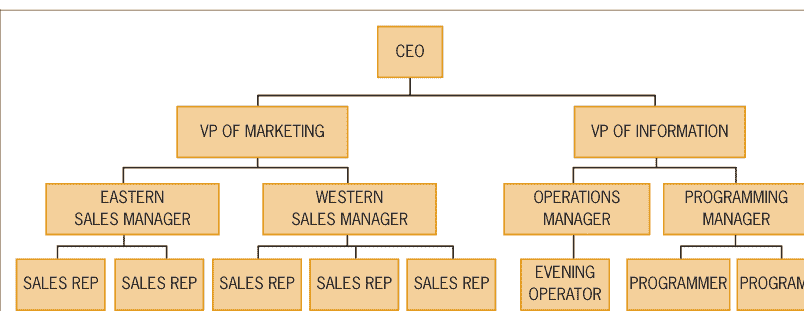 CEO
VP OF MARKETING
VP OF INFORMATION
EASTERN
SALES MANAGER
WESTERN
SALES MANAGER
OPERATIONS
MANAGER
PROGRAMMING
MANAGER
SALES REP
SALES REP
SALES REP
SALES REP
SALES REP
EVENING
OPERATOR
PROGRAMMER